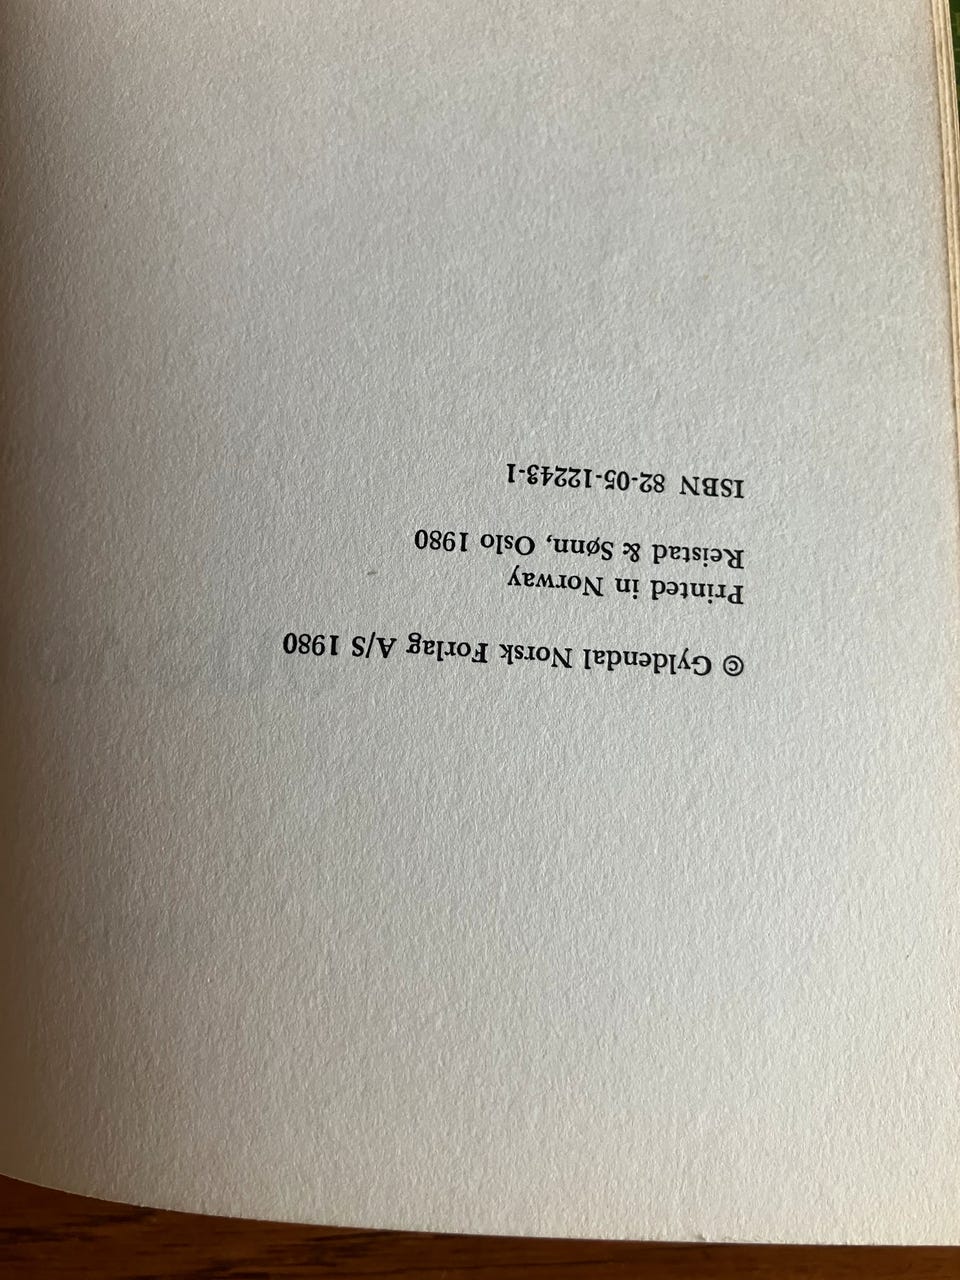 © Gyldendal Norsk Forlag A/S 1980
Printed in Norway
Reistad & Sønn, Oslo 1980
ISBN 82-05-12243-1